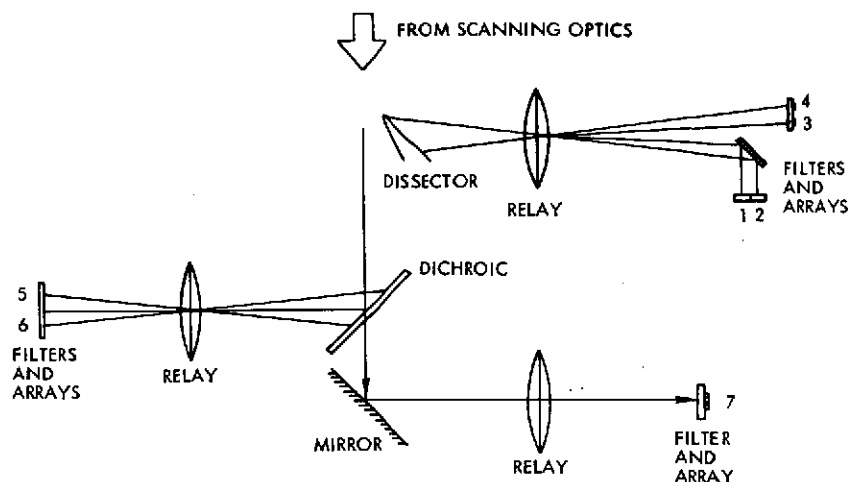 FROM SCANNING OPTICS
4
3
DISSECTOR
RELAY
FILTERS
AND
ARRAYS
1 2
DICHROIC
5
6
FILTERS
AND
ARRAYS
RELAY
MIRROR
RELAY
7
FILTER
AND
ARRAY